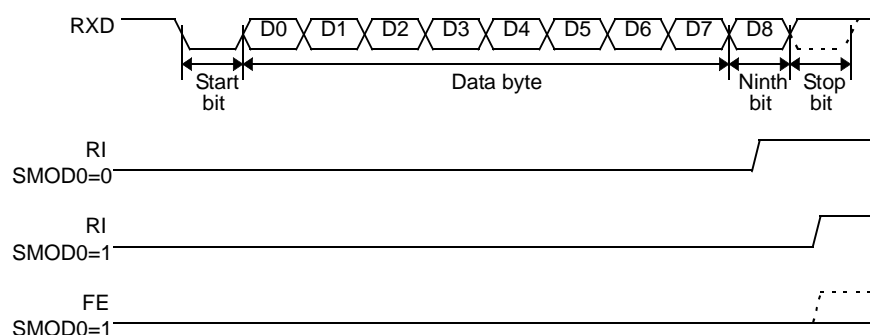 RXD D0 D1 D2 D3 D4 D5 D6 D7 D8
Start bit
Data byte
Ninth bit
Stop bit
RI
SMOD0=0
RI
SMOD0=1
FE
SMOD0=1